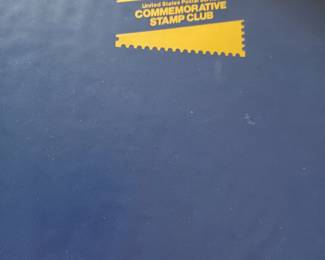 United States Postal Service
COMMEMORATIVE
STAMP CLUB